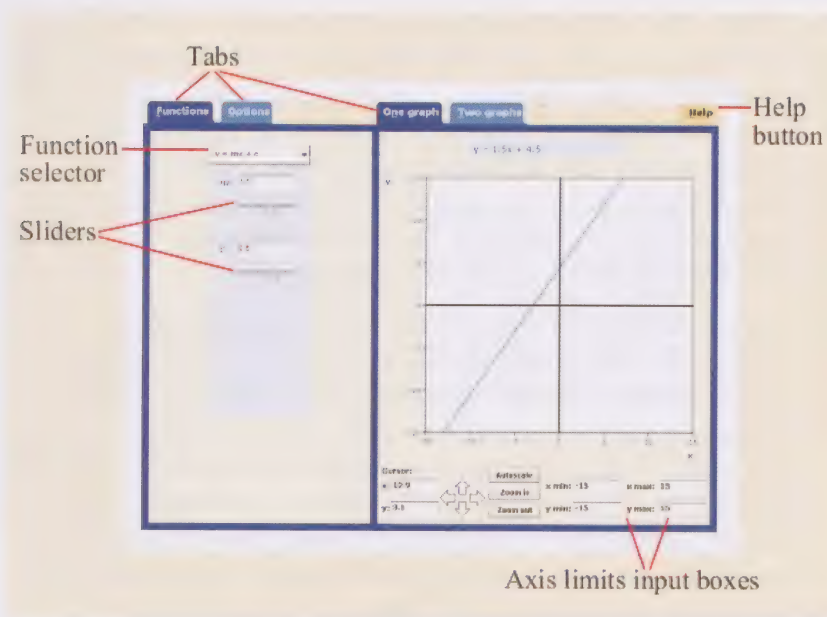 Tabs
Functions Options One graph Two graphs Help
Help button
Function selector
y = mx + c
y = 1.5x + 4.5
y
Sliders
x
Cursor:
x: 12.9
y: 9.5
Autoscale
Zoom in
Zoom out
x min: -15 x max: 15
y min: -15 y max: 15
Axis limits input boxes